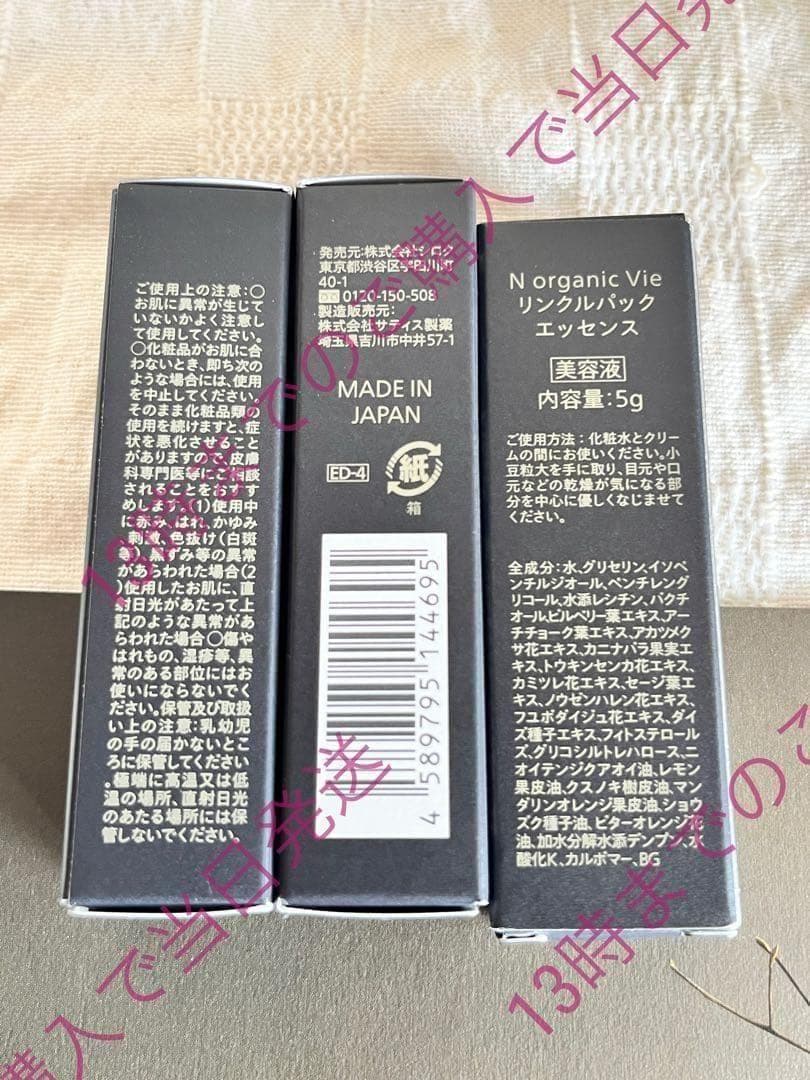 ご使用上の注意:〇
お肌に異常が生じて
いないかよく注意し
て使用してください。
〇化粧品がお肌に合
わないとき、即ち次の
ような場合には、使用
を中止してください。
そのまま化粧品類の
使用を続けますと、症
状を悪化させること
がありますので、皮膚
科専門医等にご相談
されることをおすす
めします。(1)使用中
に赤み、はれ、かゆみ
、刺激、色抜け(白斑
等)、黒ずみ等の異常
があらわれた場合(2
)使用したお肌に、直
射日光があたって上
記のような異常があ
らわれた場合〇傷や
はれもの、湿疹等、異
常のある部位にはお
使いにならないでく
ださい。保管及び取扱
い上の注意:乳幼児
の手の届かないとこ
ろに保管してください
。極端に高温又は低
温の場所、直射日光
のあたる場所には保
管しないでください。
発売元:株式会社シロク
東京都渋谷区宇田川町
40-1
0120-150-508
製造販売元:
株式会社サティス製薬
埼玉県吉川市中井57-1
MADE IN
JAPAN
ED-4
紙
箱
4 589795 144695
N organic Vie
リンクルパック
エッセンス
美容液
内容量:5g
ご使用方法:化粧水とクリー
ムの間にお使いください。小
豆粒大を手に取り、目元や口
元などの乾燥が気になる部
分を中心に優しくなじませて
ください。
全成分:水、グリセリン、イソペ
ンチルジオール、ペンチレング
リコール、水添レシチン、バクチ
オール、ビルベリー葉エキス、アー
チチョーク葉エキス、アカツメク
サ花エキス、カニナバラ果実エ
キス、トウキンセンカ花エキス、
カミツレ花エキス、セージ葉エ
キス、ノウゼンハレン花エキス、
フユボダイジュ花エキス、ダイ
ズ種子エキス、フィトステロール
ズ、グリコシルトレハロース、ニ
オイテンジクアオイ油、レモン
果皮油、クスノキ樹皮油、マン
ダリンオレンジ果皮油、ショウ
ズク種子油、ビターオレンジ花
油、加水分解水添デンプン、水
酸化K、カルボマー、BG
13時までのご購入で当日発送
13時までのご
購入で当日発送